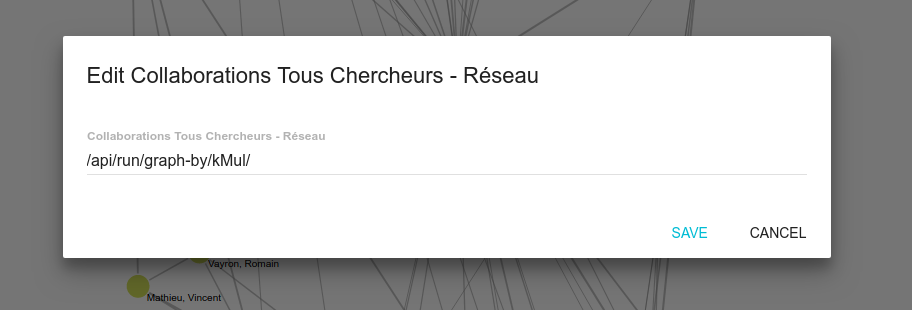 Edit Collaborations Tous Chercheurs - Réseau
Collaborations Tous Chercheurs - Réseau
/api/run/graph-by/kMul/
SAVE CANCEL
Vayron, Romain
Mathieu, Vincent